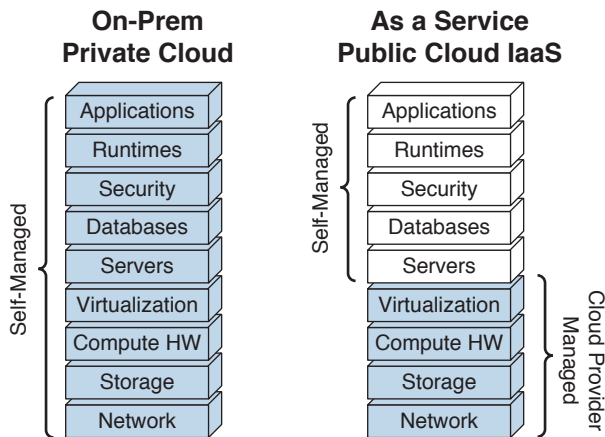 On-Prem
Private Cloud
Applications
Runtimes
Security
Databases
Servers
Virtualization
Compute HW
Storage
Network
Self-Managed
As a Service
Public Cloud IaaS
Applications
Runtimes
Security
Databases
Servers
Virtualization
Compute HW
Storage
Network
Self-Managed
Cloud Provider
Managed